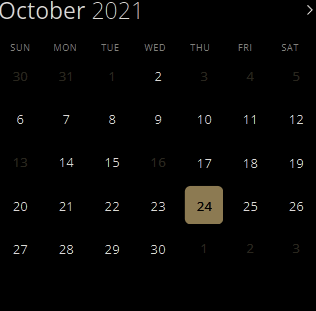 October 2021
SUN MON TUE WED THU FRI SAT
30 31 1 2 3 4 5
6 7 8 9 10 11 12
13 14 15 16 17 18 19
20 21 22 23 24 25 26
27 28 29 30 1 2 3